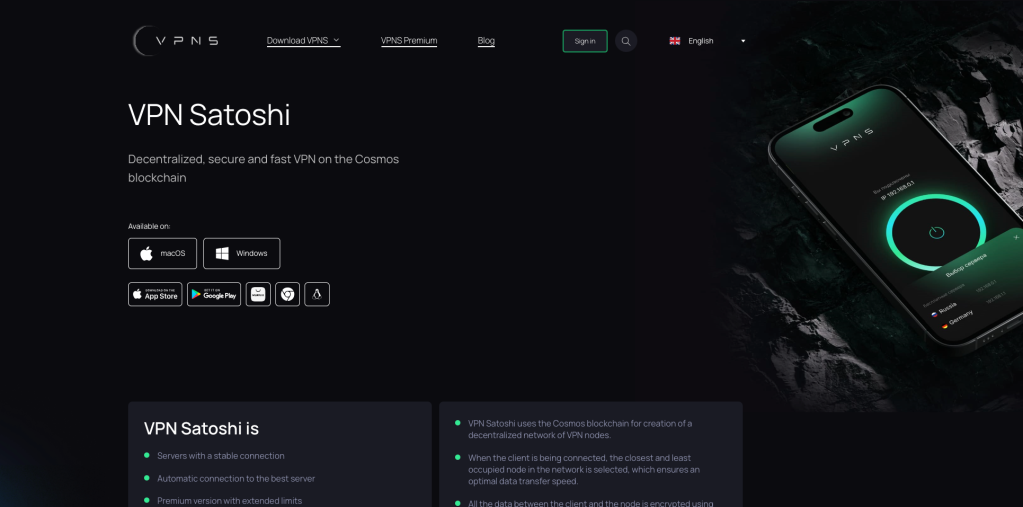 VPNS
Download VPNS
VPNS Premium
Blog
Sign in
English
VPN Satoshi
Decentralized, secure and fast VPN on the Cosmos
blockchain
Available on:
macOS
Windows
DOWNLOAD ON THE
App Store
GET IT ON
Google Play
VPNS
IP 192.168.0.1
Выбор сервера
Russia
Germany
VPN Satoshi is
Servers with a stable connection
Automatic connection to the best server
Premium version with extended limits
VPN Satoshi uses the Cosmos blockchain for creation of a
decentralized network of VPN nodes.
When the client is being connected, the closest and least
occupied node in the network is selected, which ensures an
optimal data transfer speed.
All the data between the client and the node is encrypted using